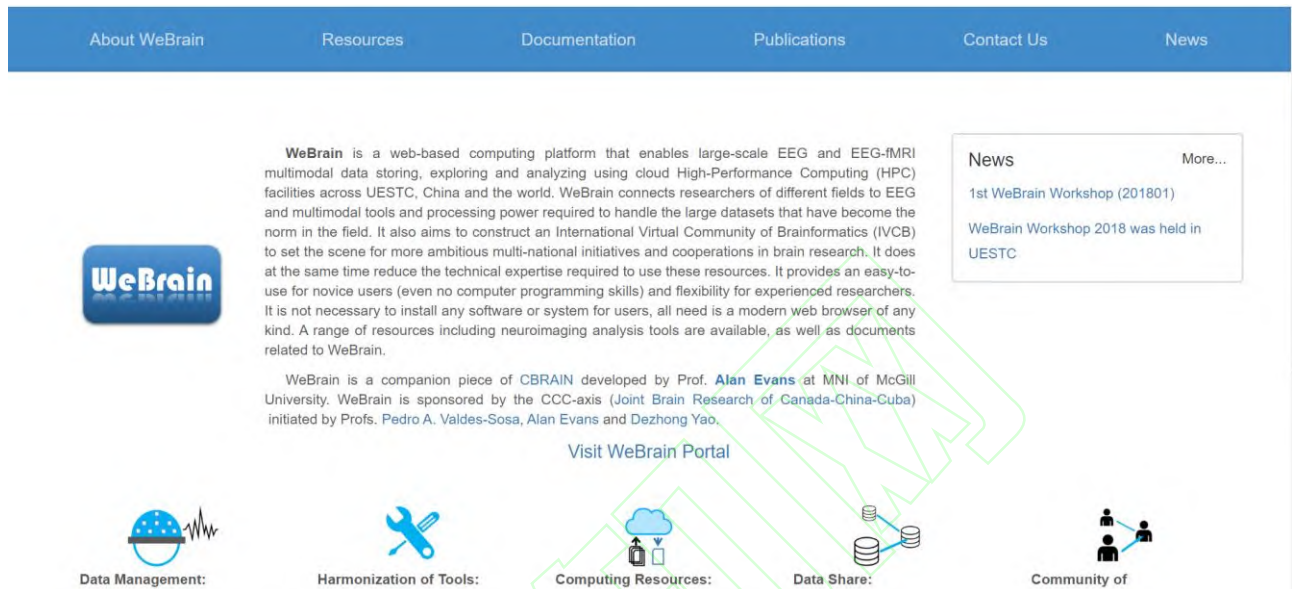 About WeBrain Resources Documentation Publications Contact Us News
WeBrain is a web-based computing platform that enables large-scale EEG and EEG-fMRI
multimodal data storing, exploring and analyzing using cloud High-Performance Computing (HPC)
facilities across UESTC, China and the world. WeBrain connects researchers of different fields to EEG
and multimodal tools and processing power required to handle the large datasets that have become the
norm in the field. It also aims to construct an International Virtual Community of Brainformatics (IVCB)
to set the scene for more ambitious multi-national initiatives and cooperations in brain research. It does
at the same time reduce the technical expertise required to use these resources. It provides an easy-to-
use for novice users (even no computer programming skills) and flexibility for experienced researchers.
It is not necessary to install any software or system for users, all need is a modern web browser of any
kind. A range of resources including neuroimaging analysis tools are available, as well as documents
related to WeBrain.
WeBrain is a companion piece of CBRAIN developed by Prof. Alan Evans at MNI of McGill
University. WeBrain is sponsored by the CCC-axis (Joint Brain Research of Canada-China-Cuba)
initiated by Profs. Pedro A. Valdes-Sosa, Alan Evans and Dezhong Yao.
Visit WeBrain Portal
WeBrain
News More...
1st WeBrain Workshop (201801)
WeBrain Workshop 2018 was held in
UESTC
Data Management: Harmonization of Tools: Computing Resources: Data Share: Community of